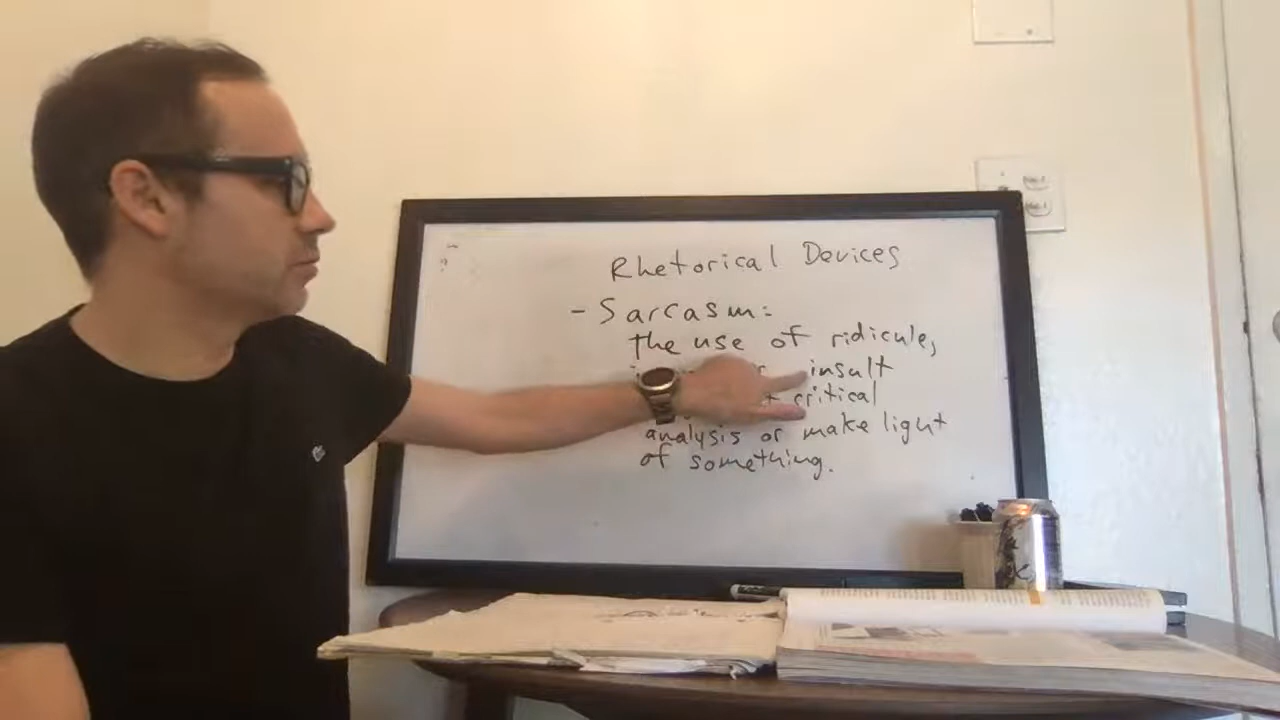 Rhetorical Devices
- Sarcasm:
the use of ridicule,
insult
critical
analysis or make light
of something.